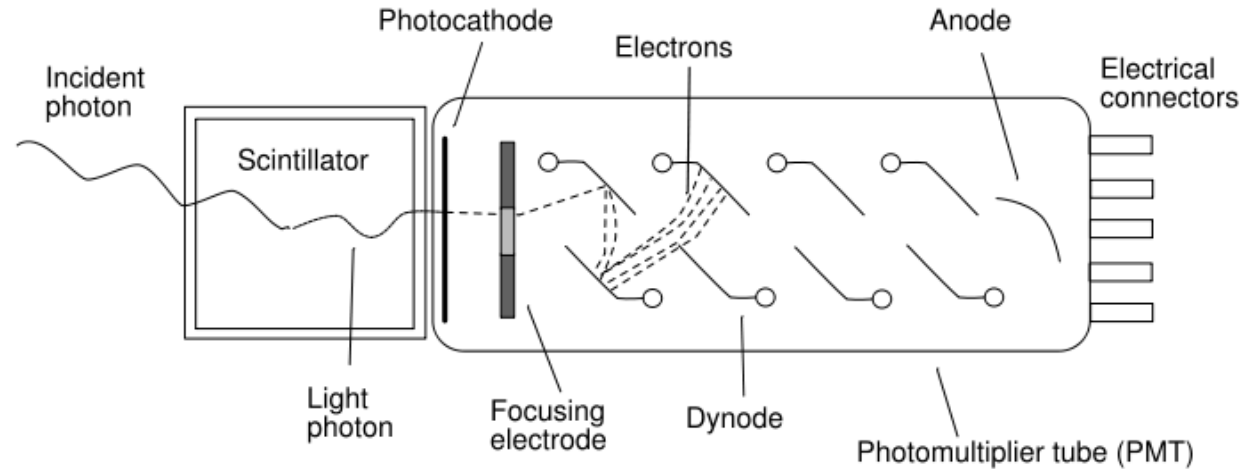 Photocathode
Anode
Electrons
Incident
photon
Electrical
connectors
Scintillator
Light
photon
Focusing
electrode
Dynode
Photomultiplier tube (PMT)